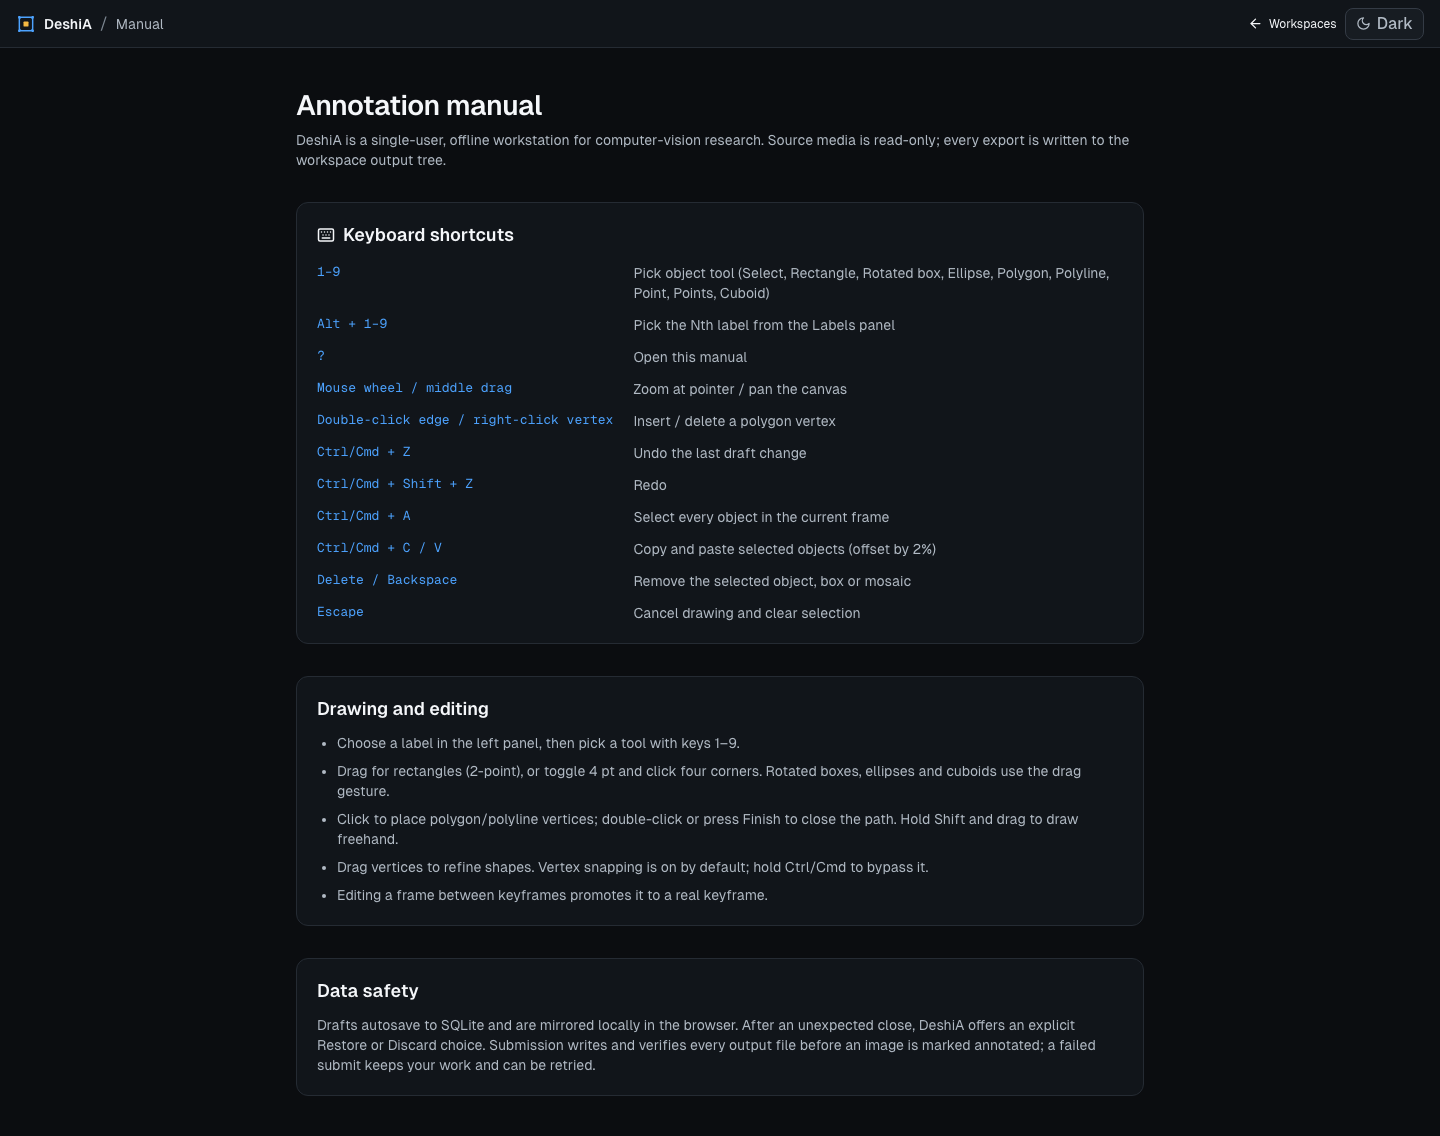 DeshiA / Manual
Workspaces
Dark
Annotation manual
DeshiA is a single-user, offline workstation for computer-vision research. Source media is read-only; every export is written to the
workspace output tree.
Keyboard shortcuts
1–9
Pick object tool (Select, Rectangle, Rotated box, Ellipse, Polygon, Polyline,
Point, Points, Cuboid)
Alt + 1–9
Pick the Nth label from the Labels panel
?
Open this manual
Mouse wheel / middle drag
Zoom at pointer / pan the canvas
Double-click edge / right-click vertex
Insert / delete a polygon vertex
Ctrl/Cmd + Z
Undo the last draft change
Ctrl/Cmd + Shift + Z
Redo
Ctrl/Cmd + A
Select every object in the current frame
Ctrl/Cmd + C / V
Copy and paste selected objects (offset by 2%)
Delete / Backspace
Remove the selected object, box or mosaic
Escape
Cancel drawing and clear selection
Drawing and editing
• Choose a label in the left panel, then pick a tool with keys 1–9.
• Drag for rectangles (2-point), or toggle 4 pt and click four corners. Rotated boxes, ellipses and cuboids use the drag
gesture.
• Click to place polygon/polyline vertices; double-click or press Finish to close the path. Hold Shift and drag to draw
freehand.
• Drag vertices to refine shapes. Vertex snapping is on by default; hold Ctrl/Cmd to bypass it.
• Editing a frame between keyframes promotes it to a real keyframe.
Data safety
Drafts autosave to SQLite and are mirrored locally in the browser. After an unexpected close, DeshiA offers an explicit
Restore or Discard choice. Submission writes and verifies every output file before an image is marked annotated; a failed
submit keeps your work and can be retried.